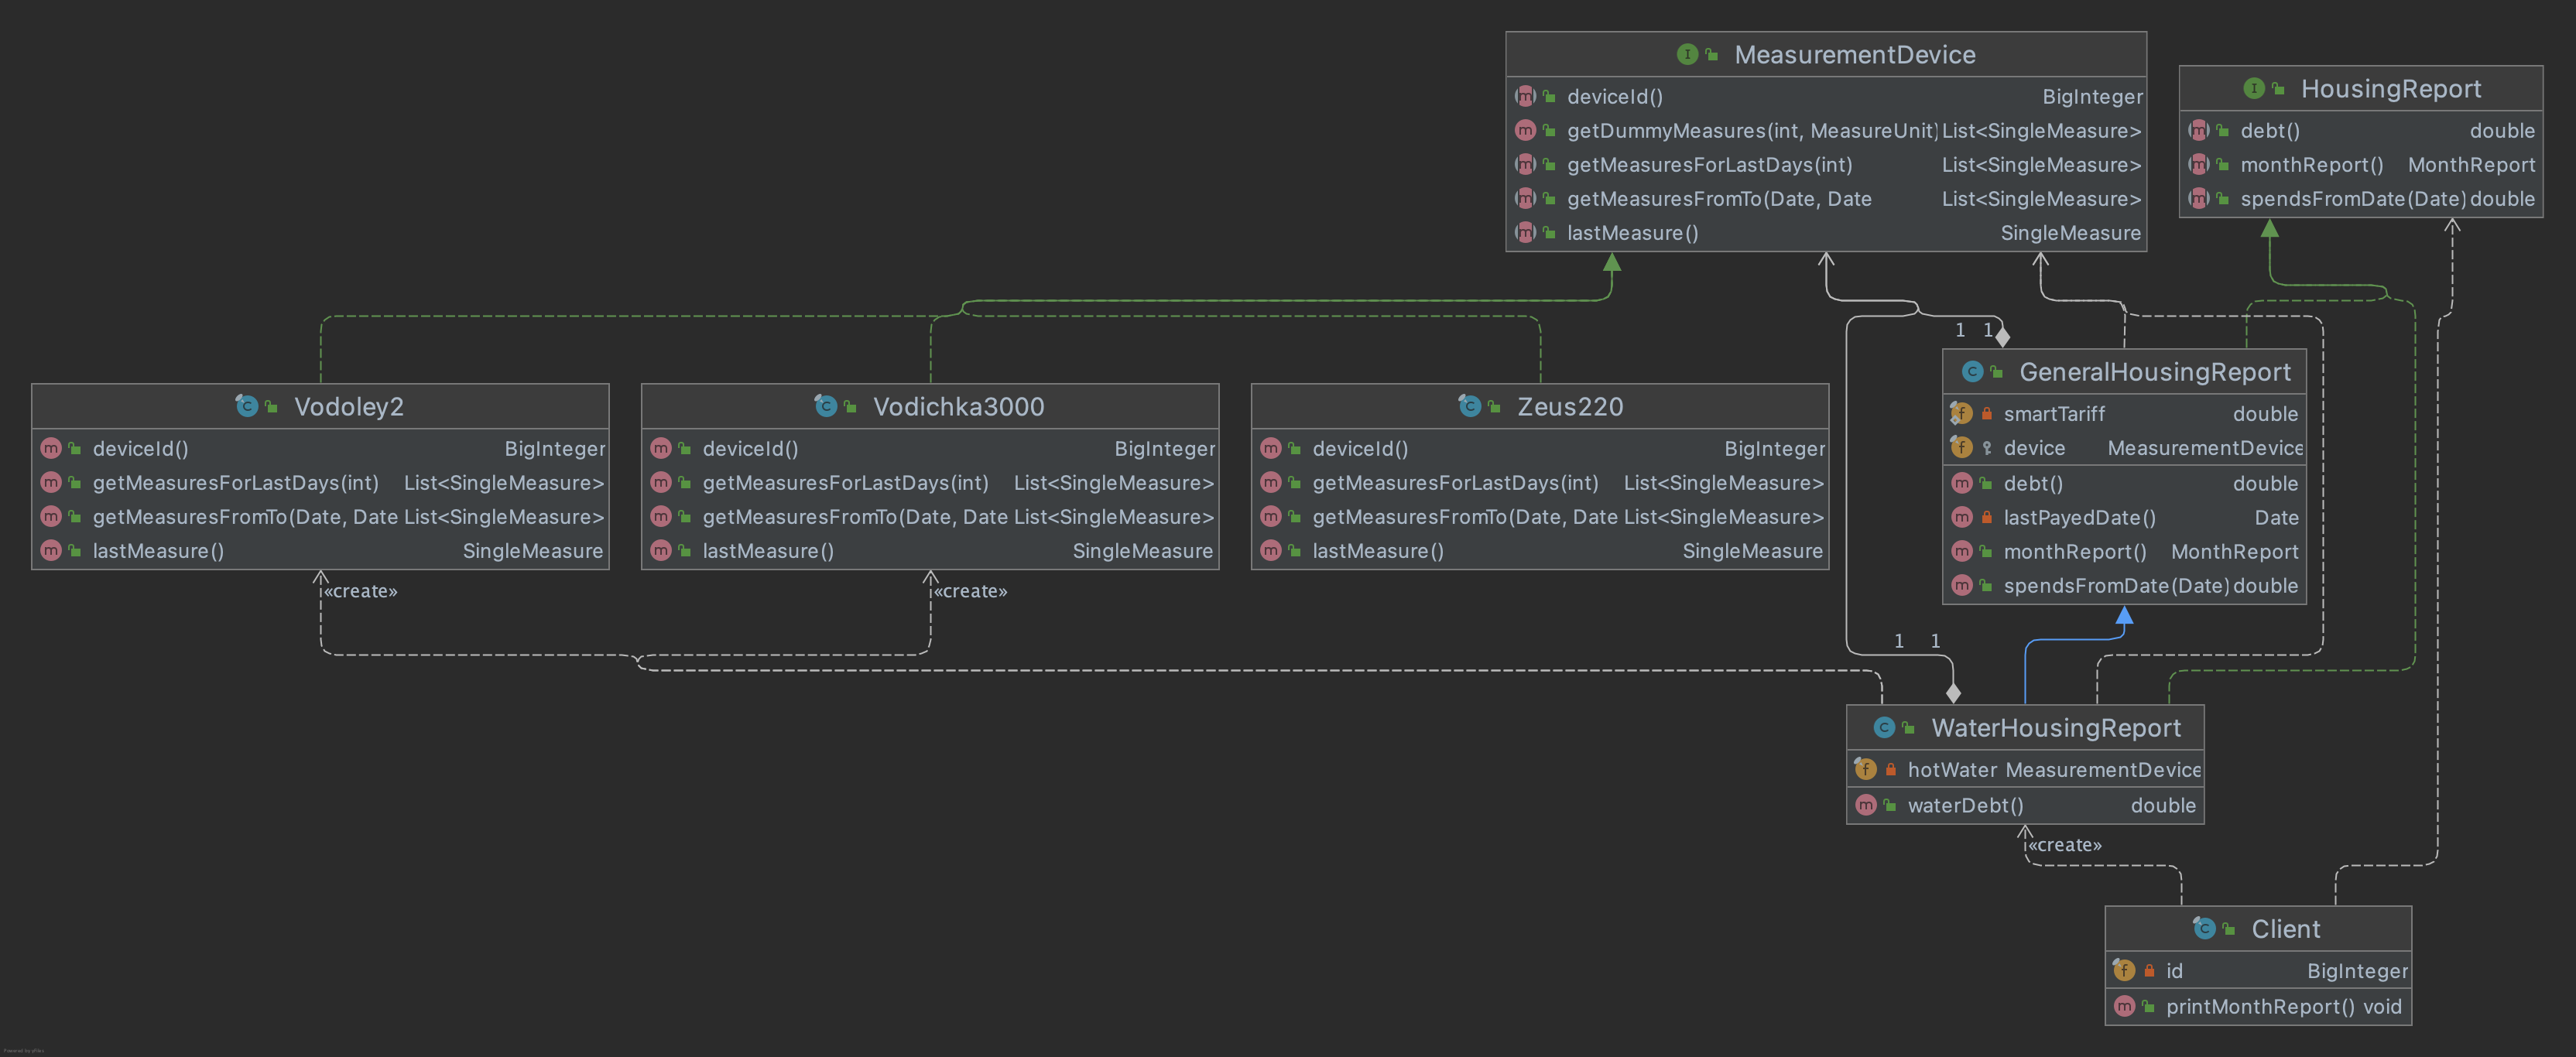 MeasurementDevice
deviceId() BigInteger
getDummyMeasures(int, MeasureUnit) List<SingleMeasure>
getMeasuresForLastDays(int) List<SingleMeasure>
getMeasuresFromTo(Date, Date List<SingleMeasure>
lastMeasure() SingleMeasure
HousingReport
debt() double
monthReport() MonthReport
spendsFromDate(Date) double
1 1
GeneralHousingReport
smartTariff double
device MeasurementDevice
debt() double
lastPayedDate() Date
monthReport() MonthReport
spendsFromDate(Date) double
Vodoley2
deviceId() BigInteger
getMeasuresForLastDays(int) List<SingleMeasure>
getMeasuresFromTo(Date, Date List<SingleMeasure>
lastMeasure() SingleMeasure
Vodichka3000
deviceId() BigInteger
getMeasuresForLastDays(int) List<SingleMeasure>
getMeasuresFromTo(Date, Date List<SingleMeasure>
lastMeasure() SingleMeasure
Zeus220
deviceId() BigInteger
getMeasuresForLastDays(int) List<SingleMeasure>
getMeasuresFromTo(Date, Date List<SingleMeasure>
lastMeasure() SingleMeasure
«create»
«create»
1 1
WaterHousingReport
hotWater MeasurementDevice
waterDebt() double
«create»
Client
id BigInteger
printMonthReport() void
Powered by yFiles